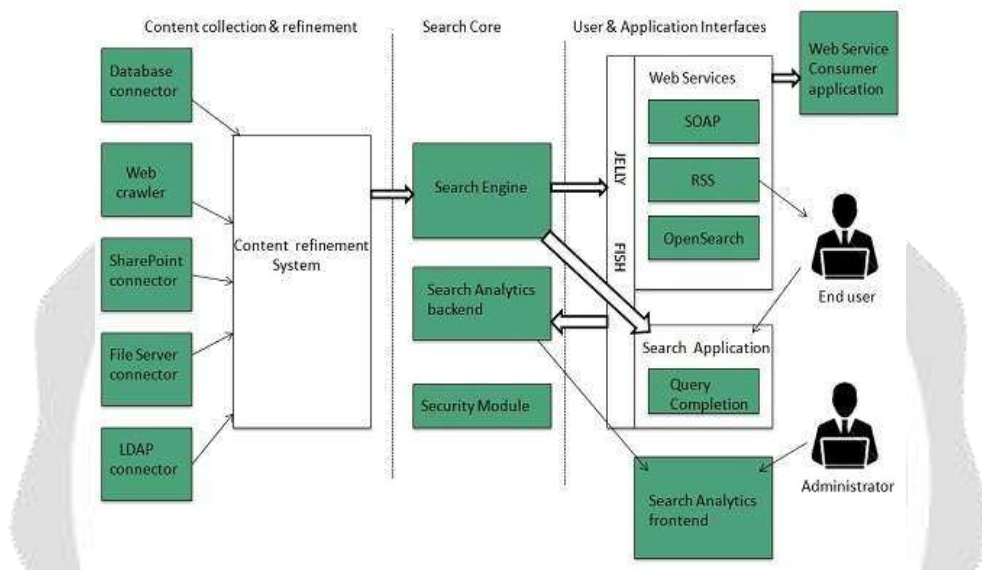 Content collection & refinement
Search Core
User & Application Interfaces
Database
connector
Web
crawler
SharePoint
connector
File Server
connector
LDAP
connector
Content refinement
System
Search Engine
Search Analytics
backend
Security Module
JELLY
FISH
Web Services
SOAP
RSS
OpenSearch
Search Application
Query
Completion
Search Analytics
frontend
Web Service
Consumer
application
End user
Administrator